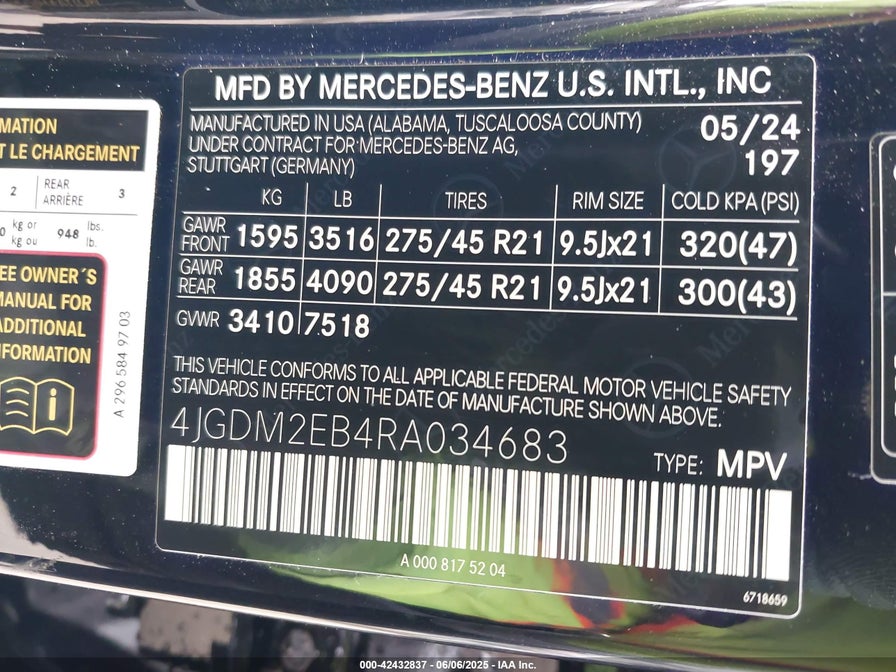 MATION
T LE CHARGEMENT
2 REAR ARRIÈRE 3
0 kg or kg ou 948 lbs. lb.
EE OWNER´S
MANUAL FOR
ADDITIONAL
NFORMATION
i
A 296 584 97 03
MFD BY MERCEDES-BENZ U.S. INTL., INC
MANUFACTURED IN USA (ALABAMA, TUSCALOOSA COUNTY)
UNDER CONTRACT FOR MERCEDES-BENZ AG,
STUTTGART (GERMANY)
05/24
197
KG LB TIRES RIM SIZE COLD KPA (PSI)
GAWR FRONT 1595 3516 275/45 R21 9.5Jx21 320(47)
GAWR REAR 1855 4090 275/45 R21 9.5Jx21 300(43)
GVWR 3410 7518
THIS VEHICLE CONFORMS TO ALL APPLICABLE FEDERAL MOTOR VEHICLE SAFETY
STANDARDS IN EFFECT ON THE DATE OF MANUFACTURE SHOWN ABOVE.
4JGDM2EB4RA034683
TYPE: MPV
A 000 817 52 04
6718659
000-42432837 - 06/06/2025 - IAA Inc.